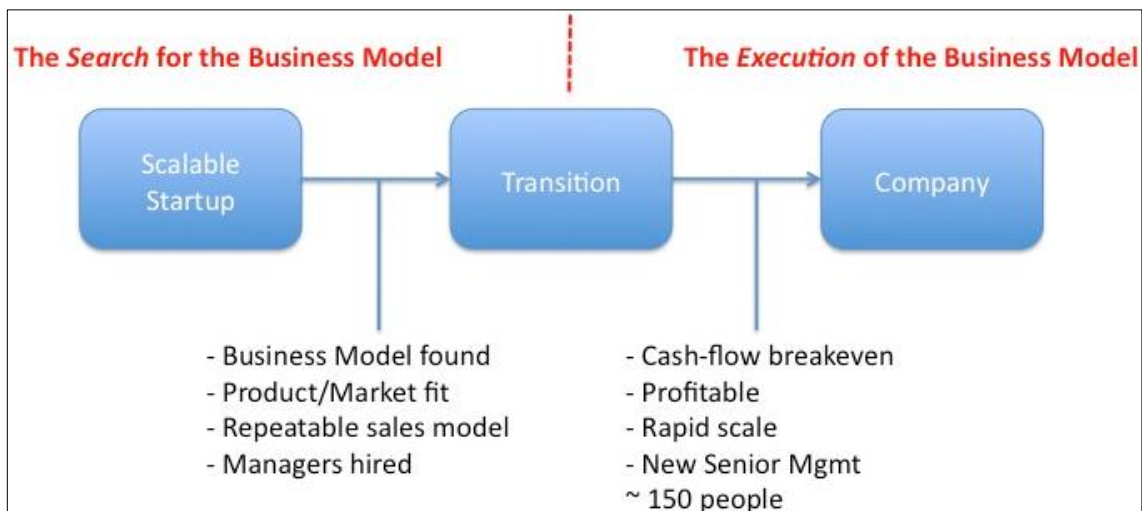 The Search for the Business Model
The Execution of the Business Model
Scalable
Startup
Transition
Company
- Business Model found
- Product/Market fit
- Repeatable sales model
- Managers hired
- Cash-flow breakeven
- Profitable
- Rapid scale
- New Senior Mgmt
~ 150 people